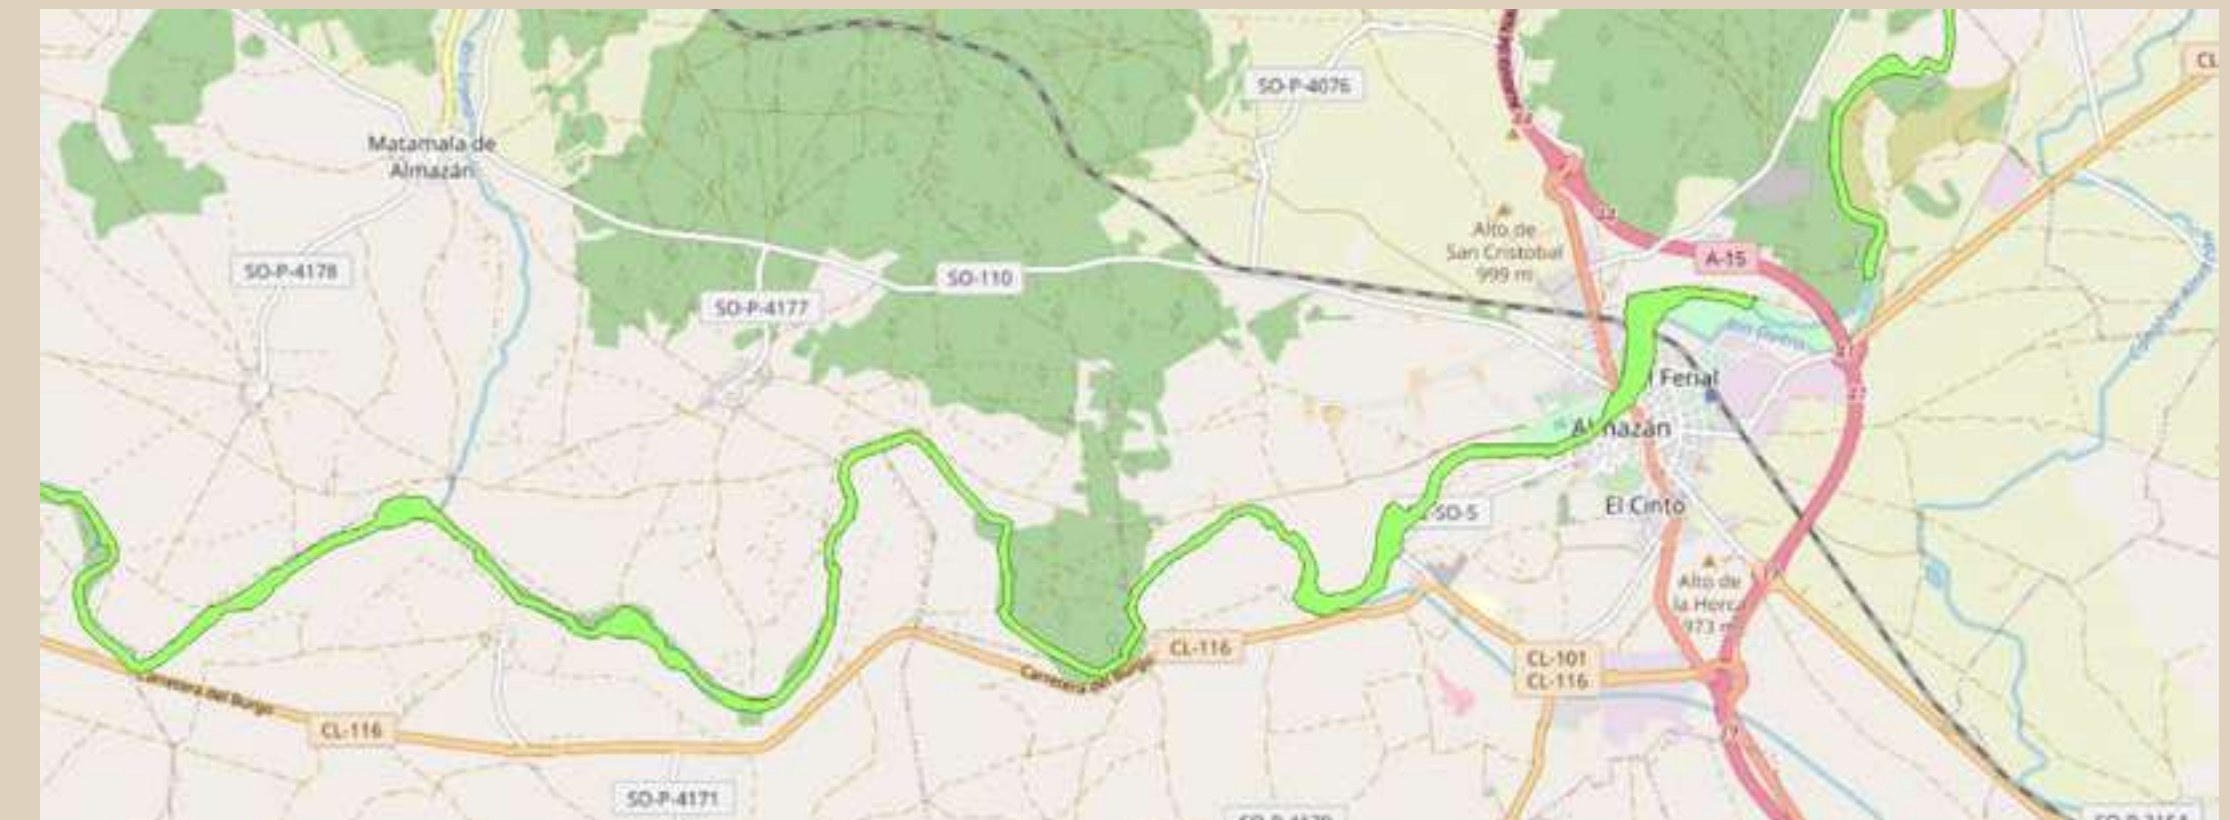 CL
SO-P-4076
Matamala de
Almazán
Alto de
San Cristobal
999 m
A-15
SO-P-4178
SO-110
SO-P-4177
Ferial
Almazán
SO-5
El Cinto
Alto de
la Horca
973 m
CL-116
CL-101
CL-116
Carretera del Burgo
Carretera del Burgo
CL-116
SO-P-4171